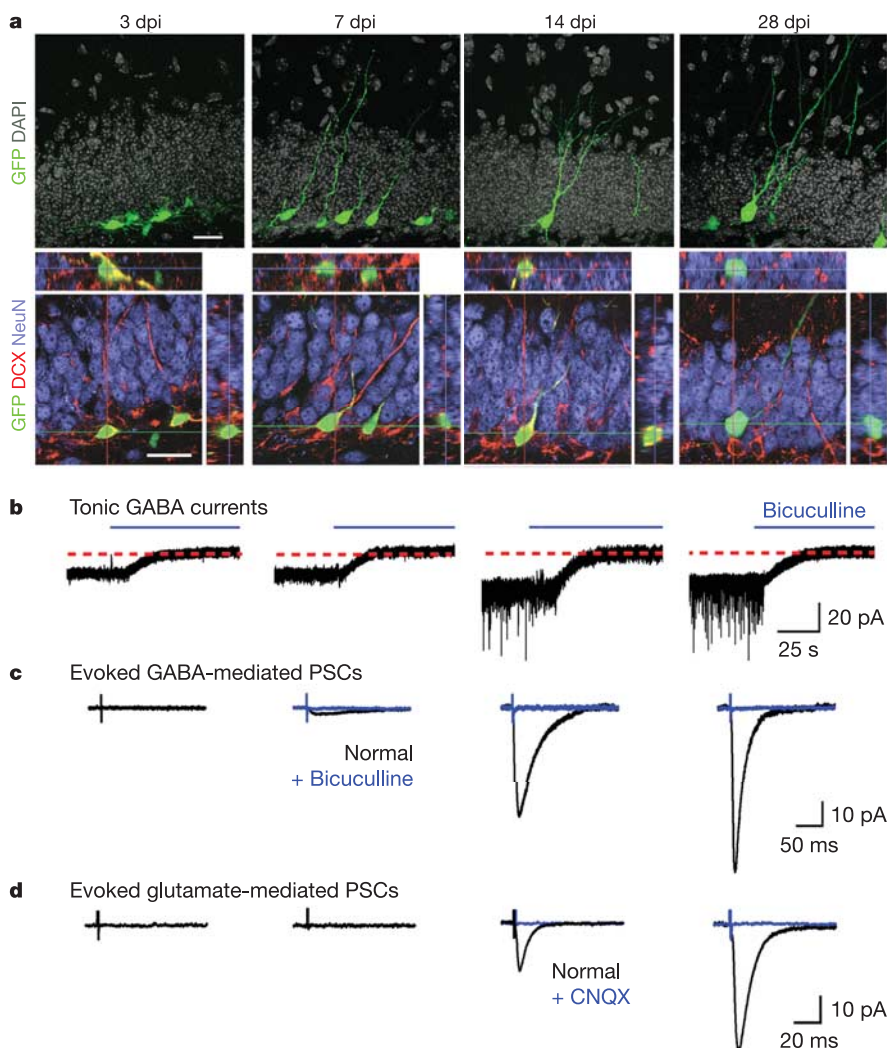 a
3 dpi 7 dpi 14 dpi 28 dpi
GFP DAPI
GFP DCX NeuN
b Tonic GABA currents
Bicuculline
20 pA
25 s
c Evoked GABA-mediated PSCs
Normal
+ Bicuculline
10 pA
50 ms
d Evoked glutamate-mediated PSCs
Normal
+ CNQX
10 pA
20 ms